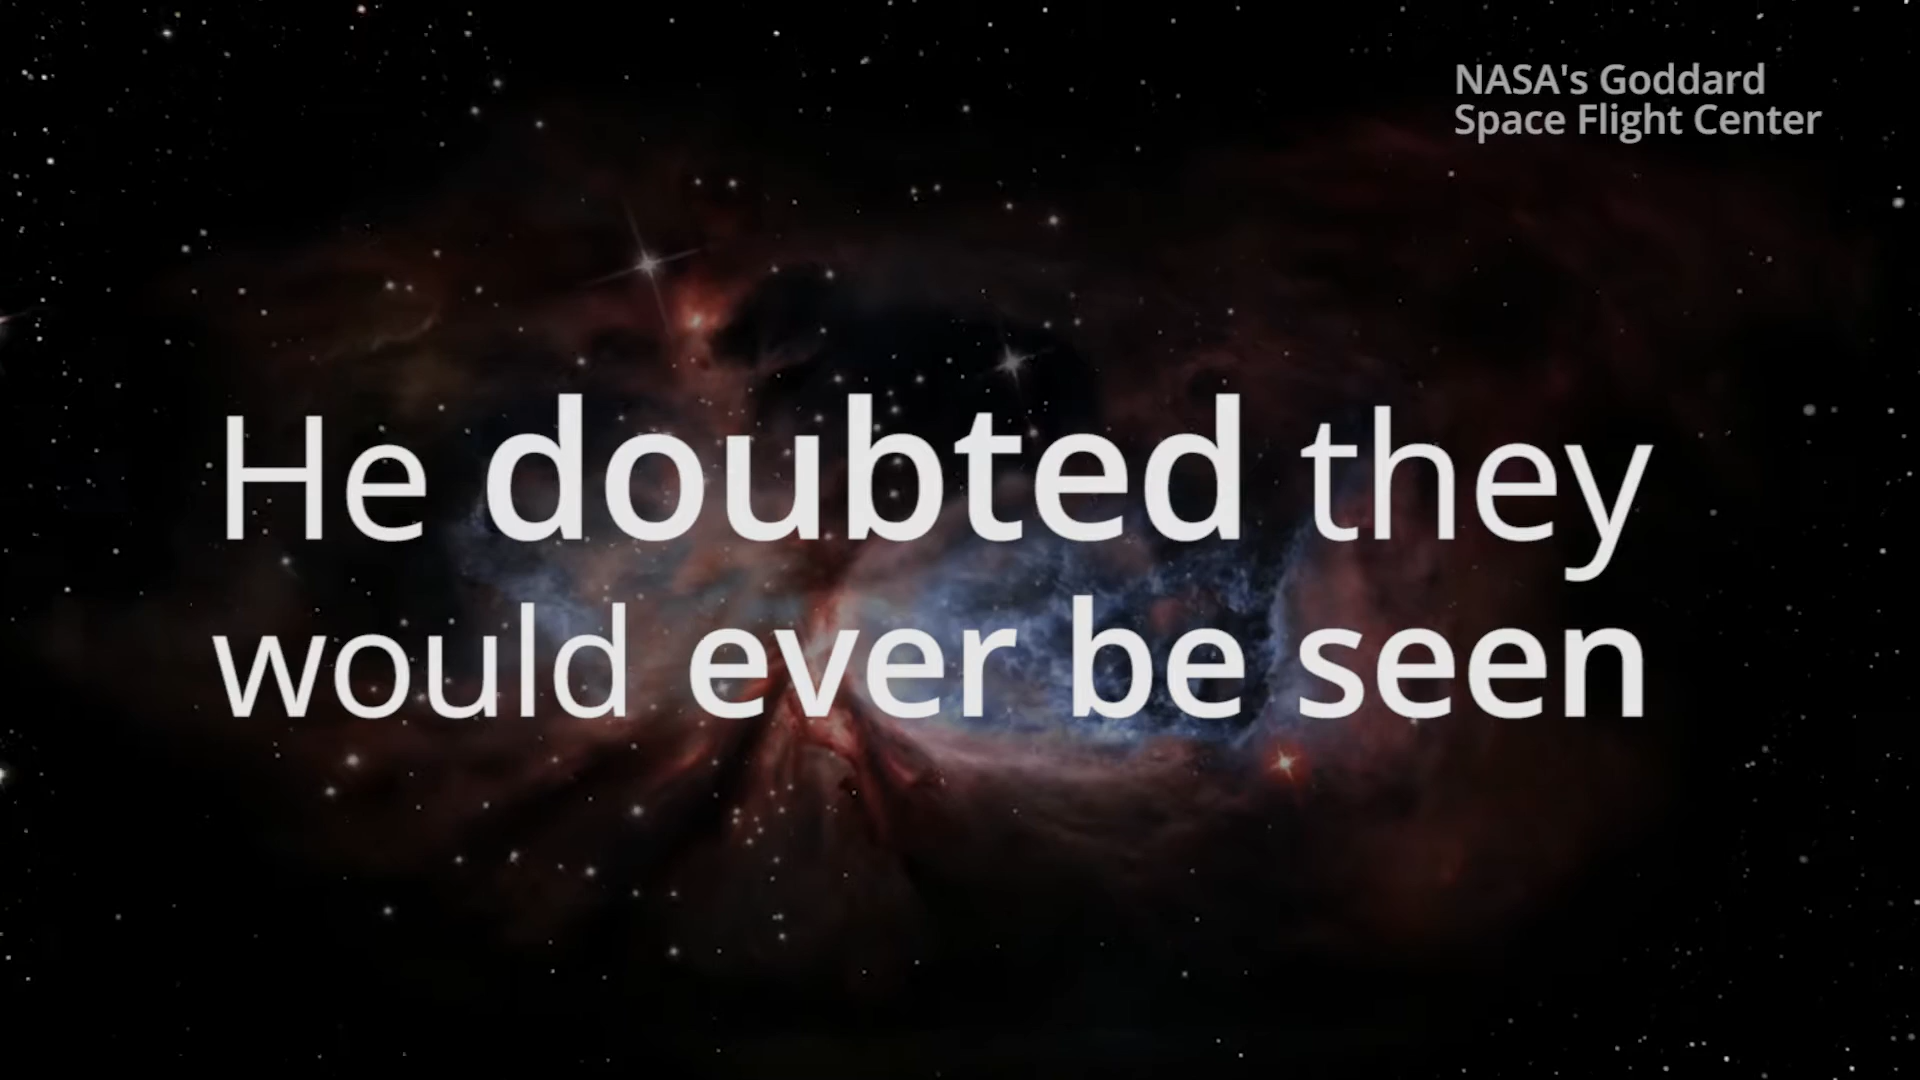 NASA's Goddard
Space Flight Center
He doubted they
would ever be seen